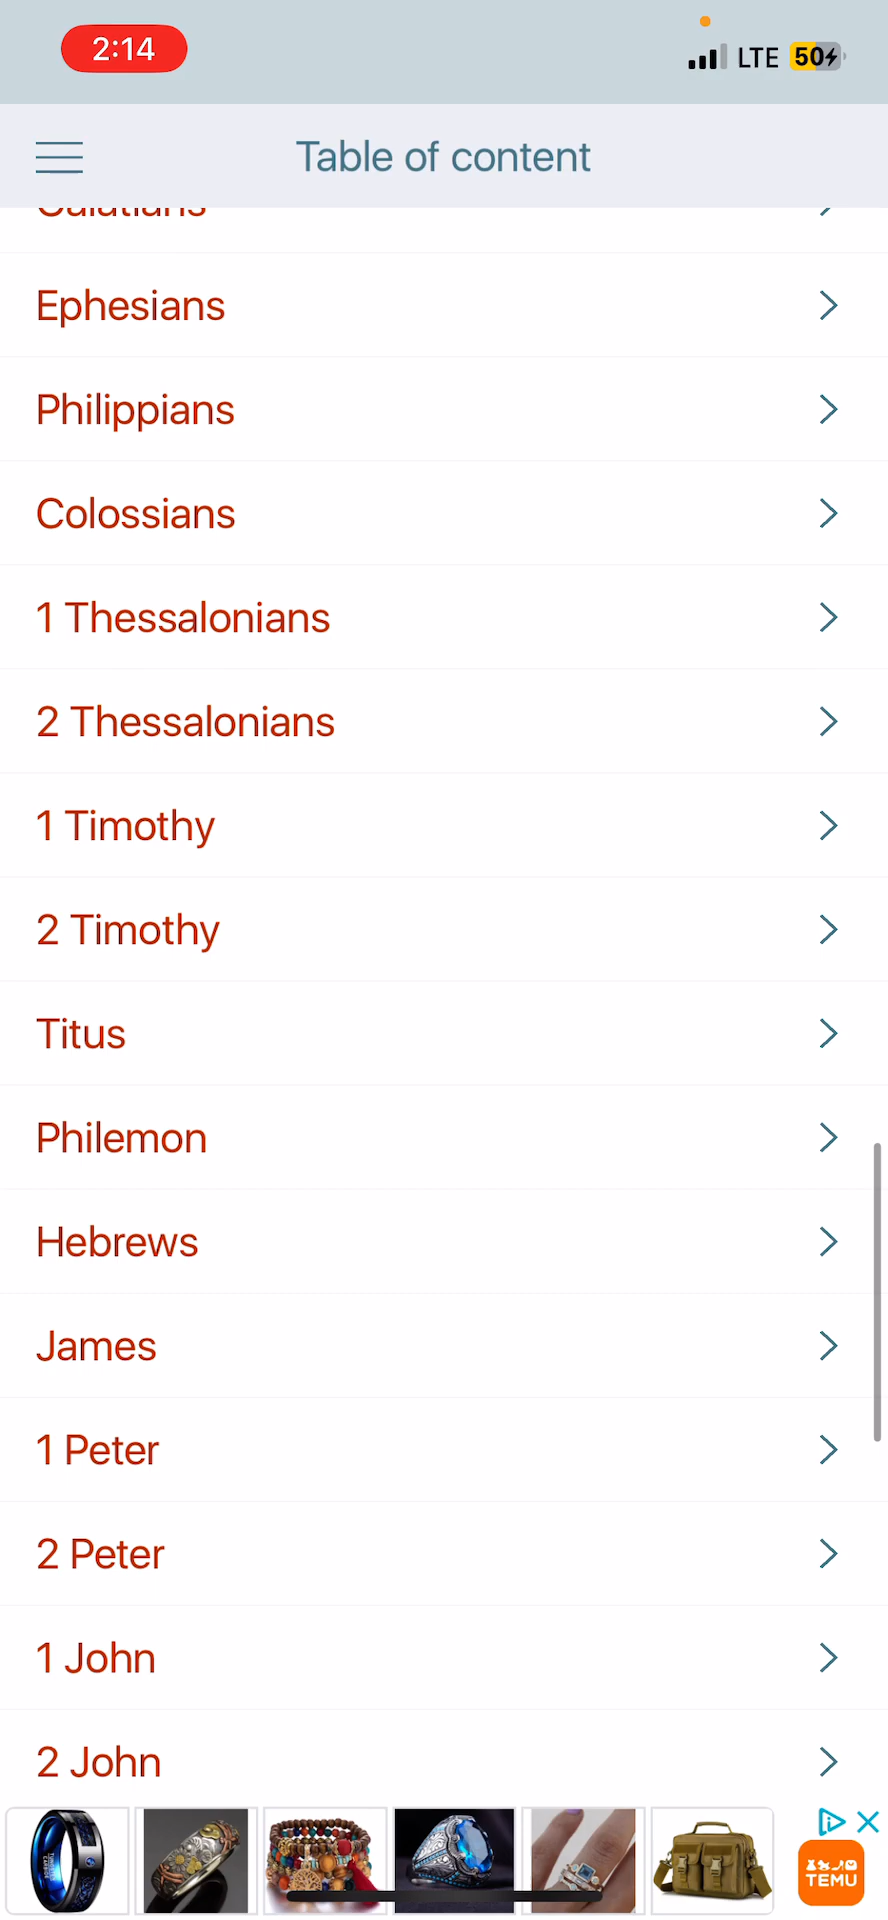 2:14
LTE 50
Table of content
Galatians
Ephesians
Philippians
Colossians
1 Thessalonians
2 Thessalonians
1 Timothy
2 Timothy
Titus
Philemon
Hebrews
James
1 Peter
2 Peter
1 John
2 John
TEMU